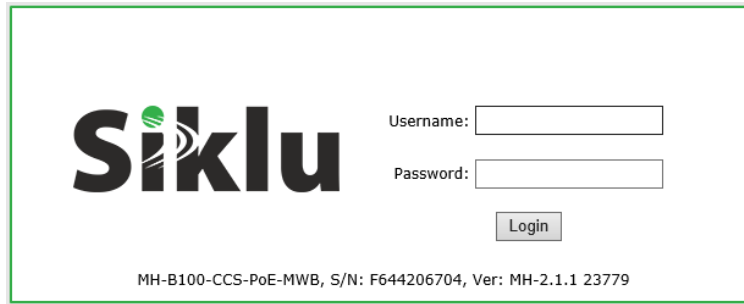 Siklu
Username:
Password:
Login
MH-B100-CCS-PoE-MWB, S/N: F644206704, Ver: MH-2.1.1 23779